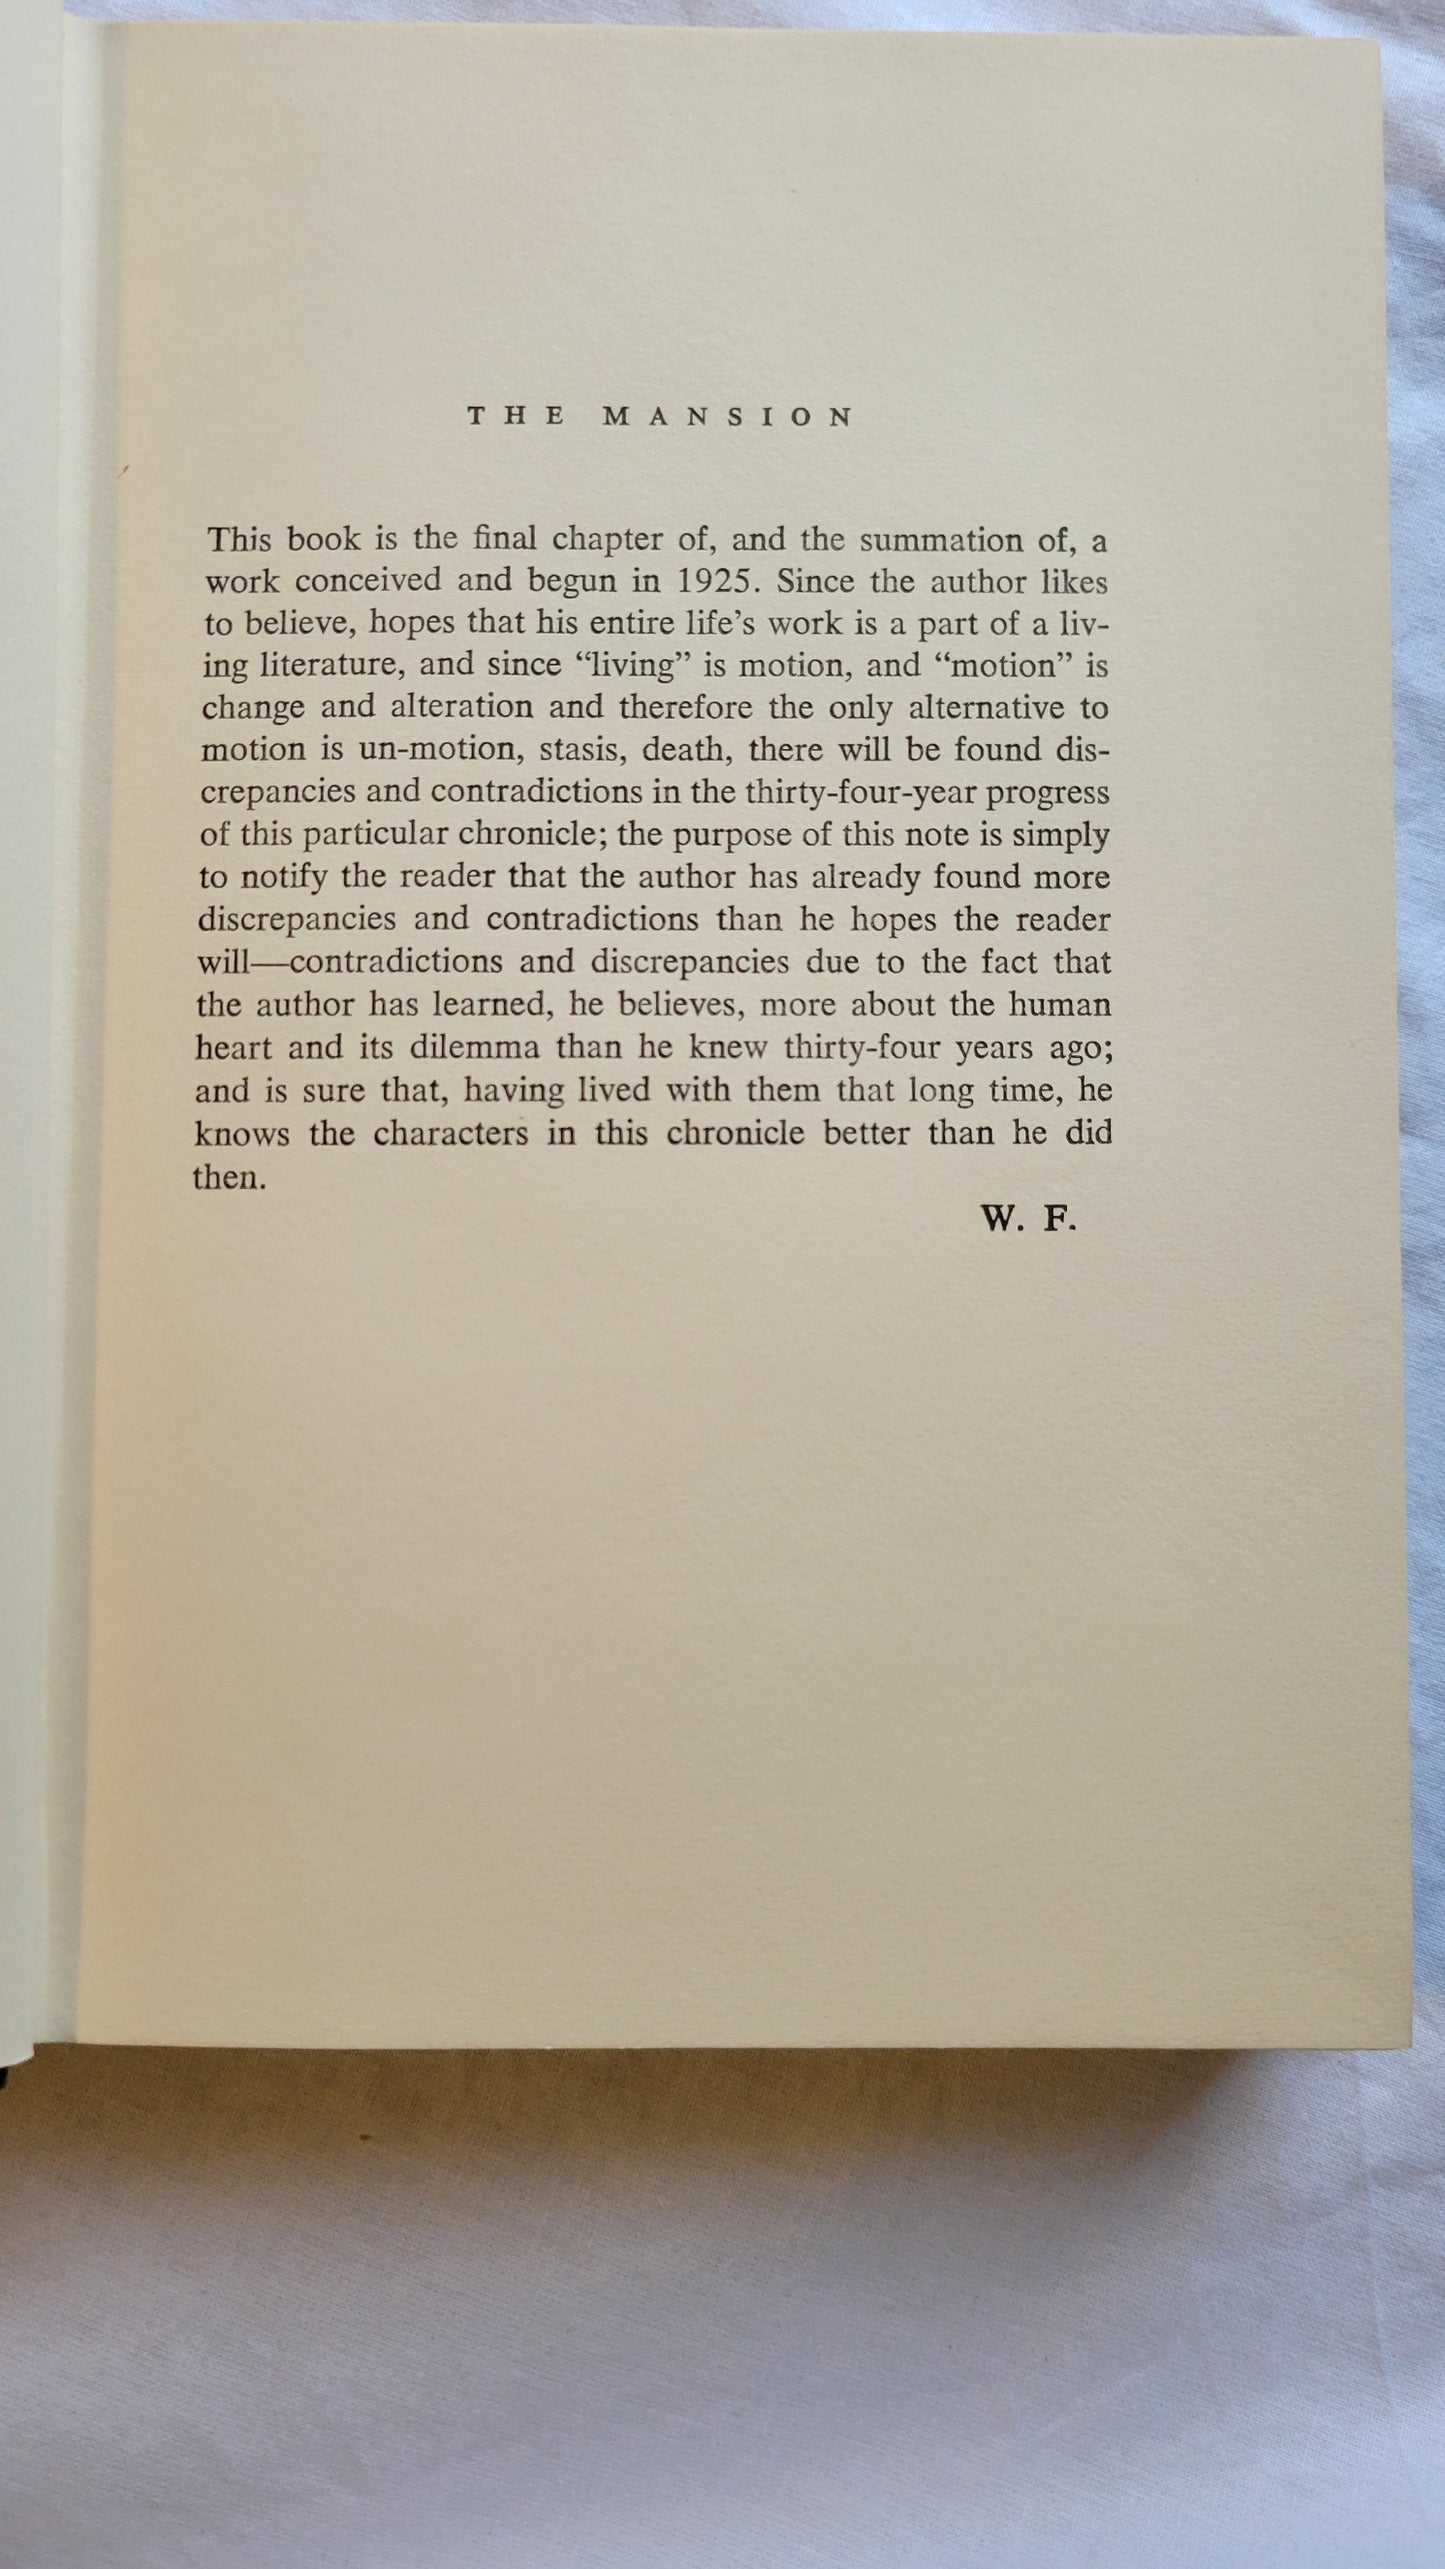 THE MANSION
This book is the final chapter of, and the summation of, a
work conceived and begun in 1925. Since the author likes
to believe, hopes that his entire life’s work is a part of a liv-
ing literature, and since “living” is motion, and “motion” is
change and alteration and therefore the only alternative to
motion is un-motion, stasis, death, there will be found dis-
crepancies and contradictions in the thirty-four-year progress
of this particular chronicle; the purpose of this note is simply
to notify the reader that the author has already found more
discrepancies and contradictions than he hopes the reader
will—contradictions and discrepancies due to the fact that
the author has learned, he believes, more about the human
heart and its dilemma than he knew thirty-four years ago;
and is sure that, having lived with them that long time, he
knows the characters in this chronicle better than he did
then.
W. F.